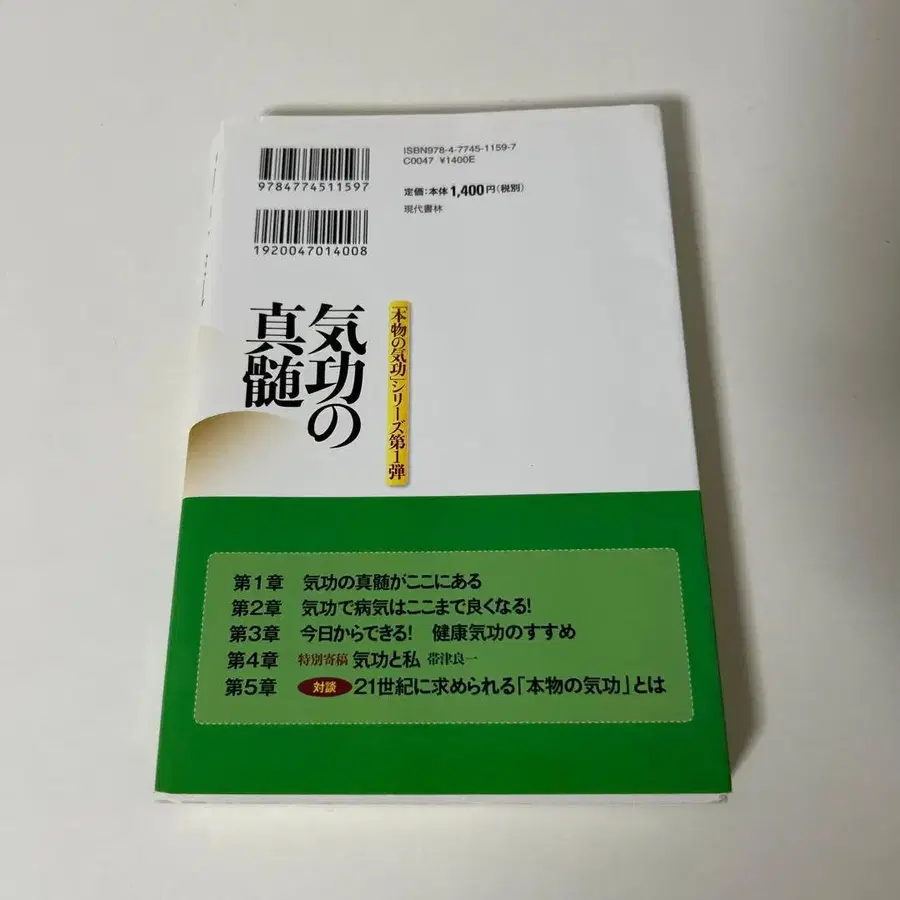 ISBN978-4-7745-1159-7
C0047 ¥1400E
9784774511597
定価：本体1,400円（税別）
現代書林
1920047014008
「本物の気功」シリーズ第1弾
気功の
真髄
第1章 気功の真髄がここにある
第2章 気功で病気はここまで良くなる！
第3章 今日からできる！ 健康気功のすすめ
第4章 特別寄稿 気功と私 帯津良一
第5章 対談 21世紀に求められる「本物の気功」とは